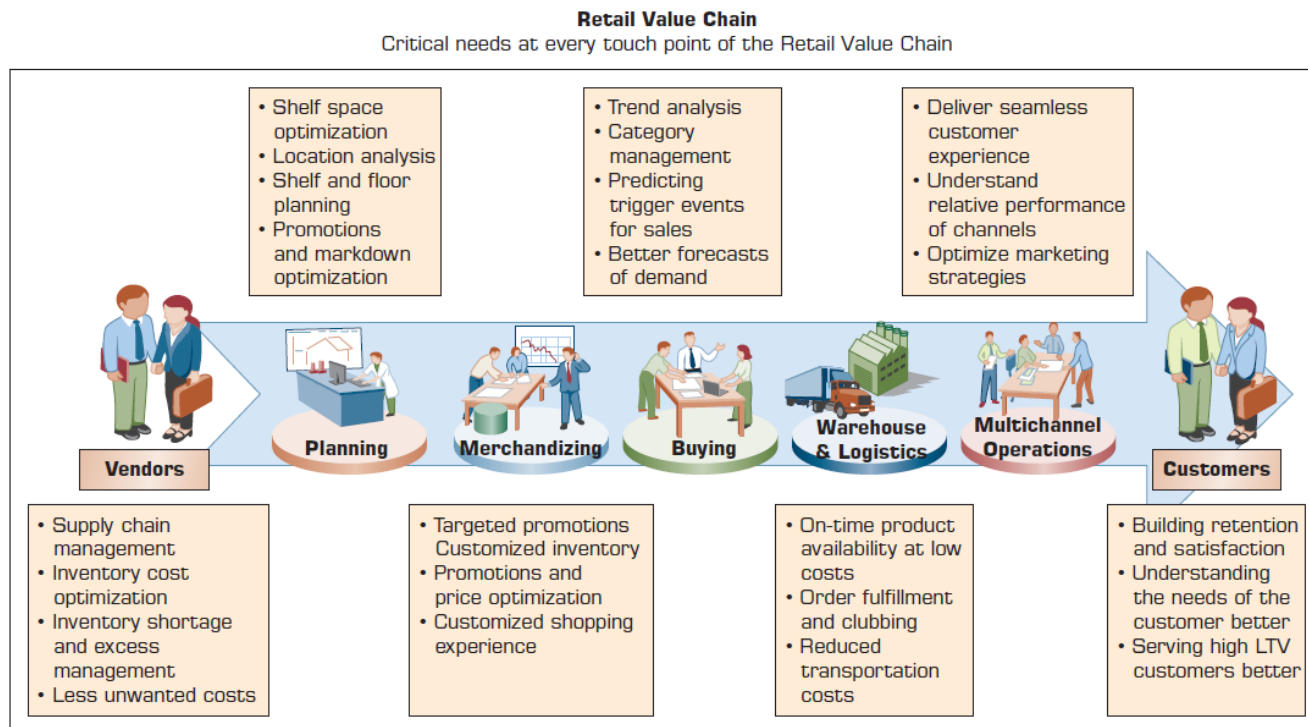 Retail Value Chain
Critical needs at every touch point of the Retail Value Chain
• Shelf space
optimization
• Location analysis
• Shelf and floor
planning
• Promotions
and markdown
optimization
• Trend analysis
• Category
management
• Predicting
trigger events
for sales
• Better forecasts
of demand
• Deliver seamless
customer
experience
• Understand
relative performance
of channels
• Optimize marketing
strategies
Vendors
Planning
Merchandizing
Buying
Warehouse
& Logistics
Multichannel
Operations
Customers
• Supply chain
management
• Inventory cost
optimization
• Inventory shortage
and excess
management
• Less unwanted costs
• Targeted promotions
Customized inventory
• Promotions and
price optimization
• Customized shopping
experience
• On-time product
availability at low
costs
• Order fulfillment
and clubbing
• Reduced
transportation
costs
• Building retention
and satisfaction
• Understanding
the needs of the
customer better
• Serving high LTV
customers better